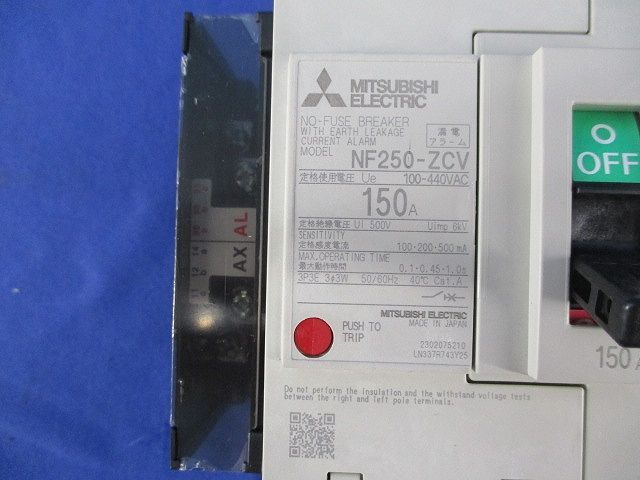 MITSUBISHI
ELECTRIC
NO-FUSE BREAKER
WITH EARTH LEAKAGE
CURRENT ALARM
漏電
アラーム
MODEL NF250-ZCV
定格使用電圧 Ue 100-440VAC
150A
定格絶縁電圧 Ui 500V Uimp 6kV
SENSITIVITY
定格感度電流 100・200・500mA
MAX.OPERATING TIME
最大動作時間 0.1・0.45・1.0s
3P3E 3φ3W 50/60Hz 40℃ Cat.A
MITSUBISHI ELECTRIC
MADE IN JAPAN
PUSH TO
TRIP
2302075210
LN337R743Y25
Do not perform the insulation and the withstand voltage tests
between the right and left pole terminals.
AX AL
OFF
150A